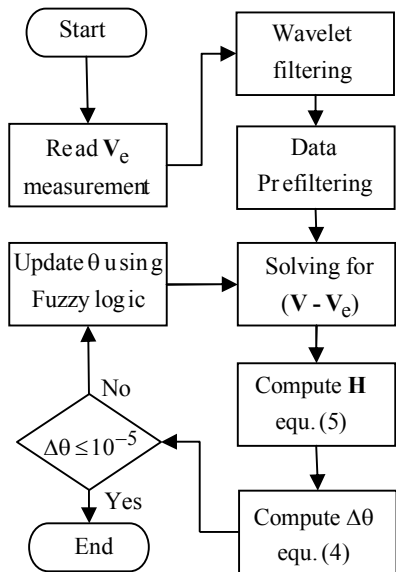 Start
Read Ve
measurement
Wavelet
filtering
Data
Prefiltering
Solving for
(V - Ve)
Update θ using
Fuzzy logic
Compute H
equ. (5)
Compute Δθ
equ. (4)
Δθ ≤ 10⁻⁵
No
Yes
End